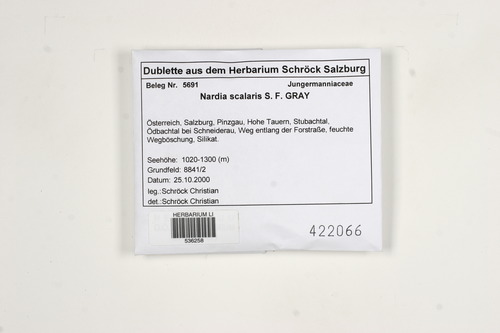 Dublette aus dem Herbarium Schröck Salzburg
Beleg Nr. 5691 Jungermanniaceae
Nardia scalaris S. F. GRAY
Österreich, Salzburg, Pinzgau, Hohe Tauern, Stubachtal,
Ödbachtal bei Schneiderau, Weg entlang der Forstraße, feuchte
Wegböschung, Silikat.
Seehöhe: 1020-1300 (m)
Grundfeld: 8841/2
Datum: 25.10.2000
leg.:Schröck Christian
det.:Schröck Christian
HERBARIUM LI
536258
422066